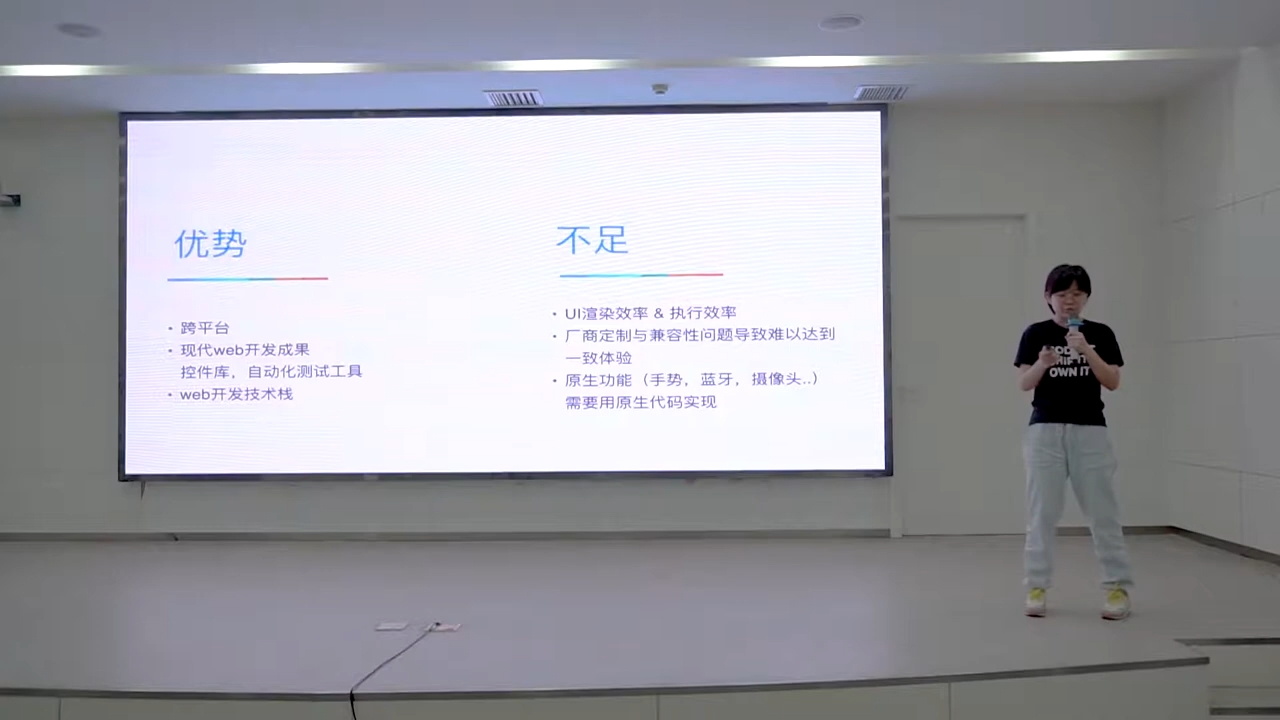 优势
• 跨平台
• 现代web开发成果
控件库，自动化测试工具
• web开发技术栈
不足
• UI渲染效率 & 执行效率
• 厂商定制与兼容性问题导致难以达到
一致体验
• 原生功能（手势，蓝牙，摄像头..）
需要用原生代码实现
OWN IT